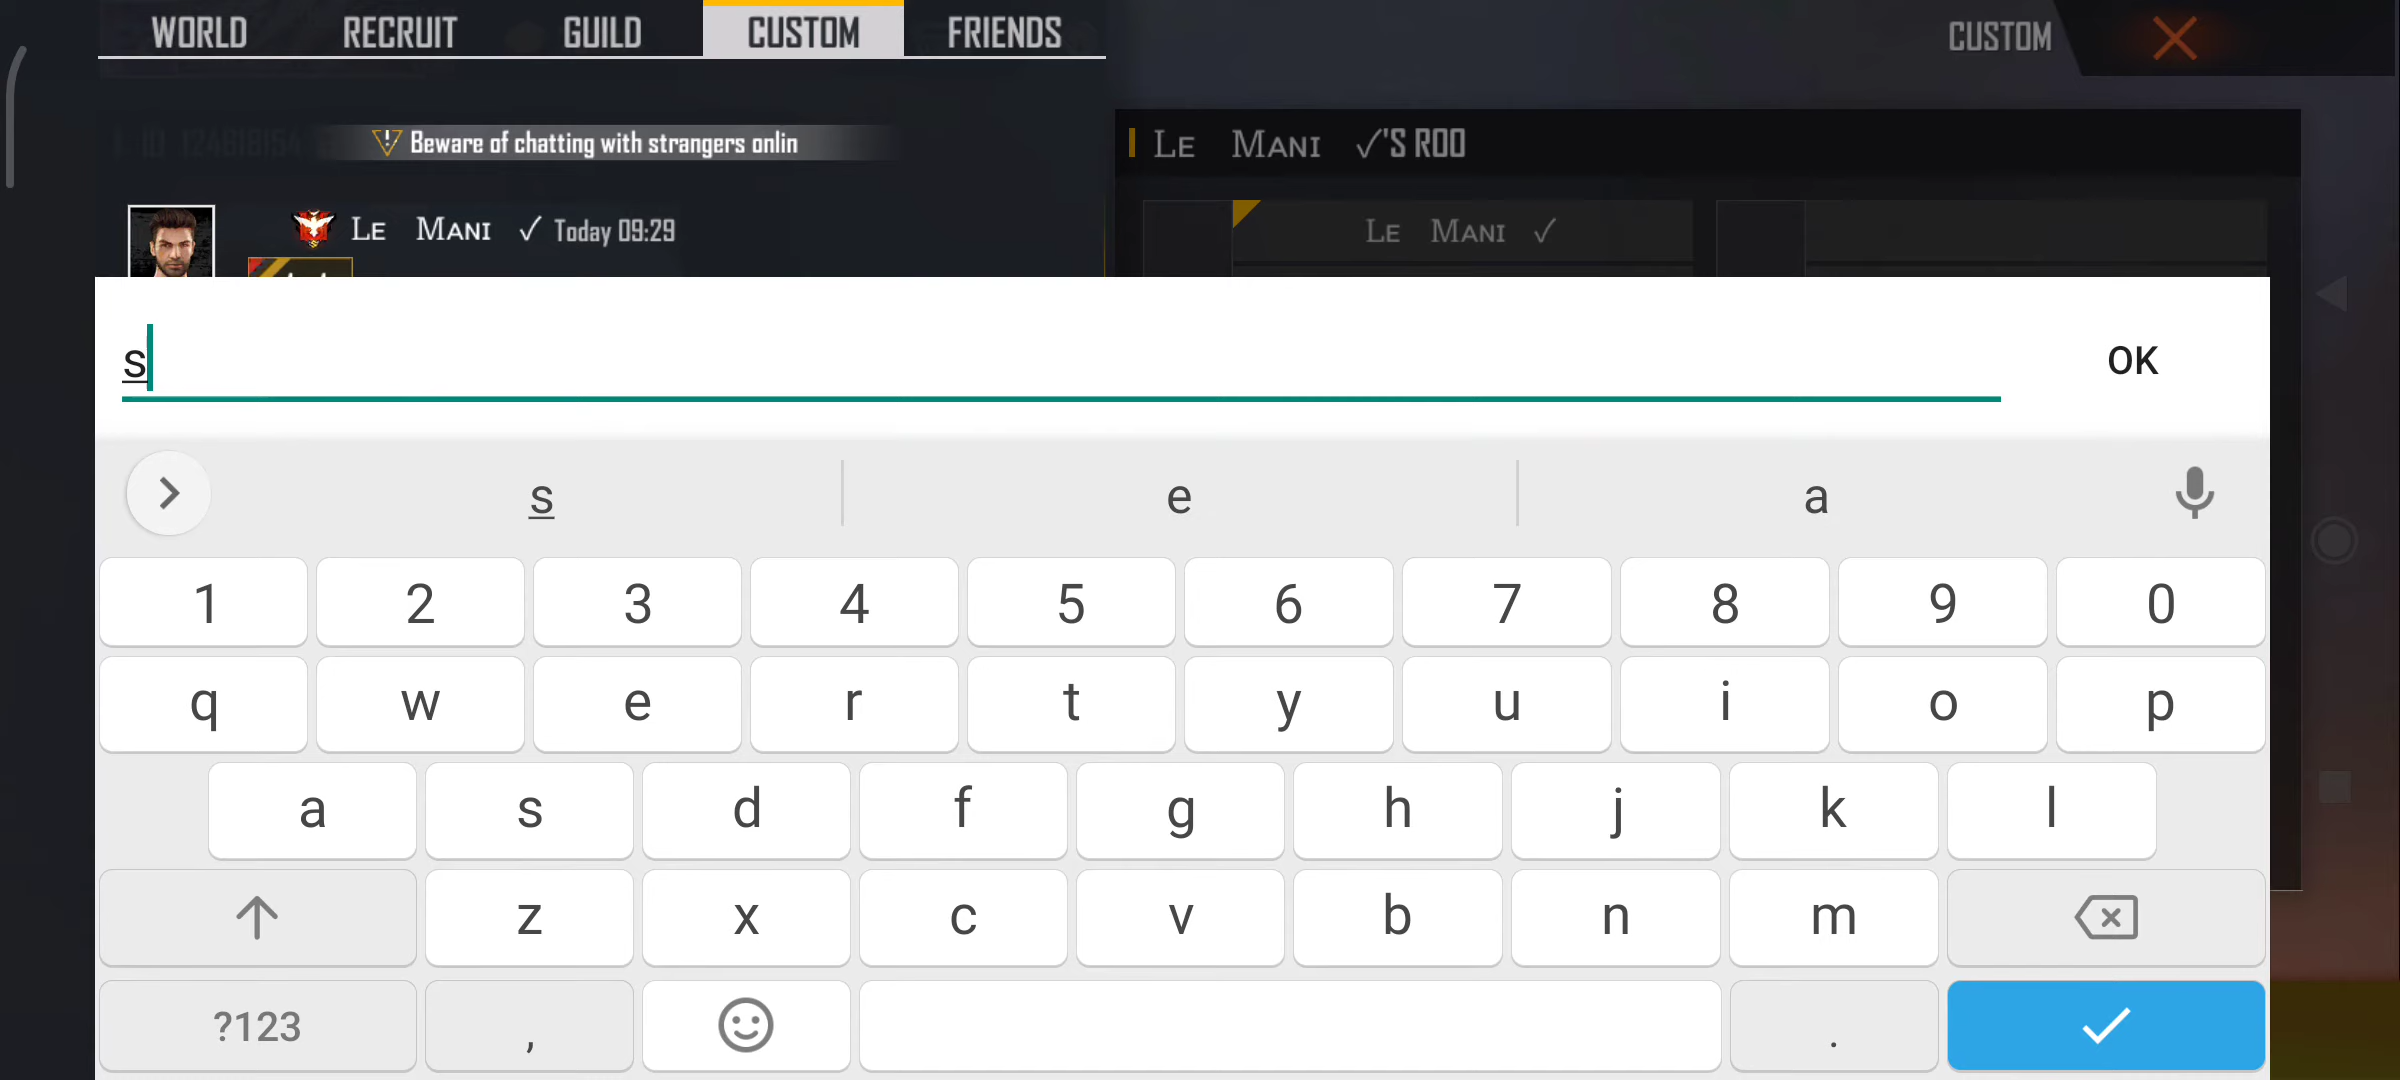 WORLD RECRUIT GUILD CUSTOM FRIENDS
CUSTOM
Beware of chatting with strangers onlin
Le Mani ✓'S ROO
Le Mani ✓ Today 09:29
Le Mani ✓
s
OK
s e a
1 2 3 4 5 6 7 8 9 0
q w e r t y u i o p
a s d f g h j k l
z x c v b n m
?123 , .